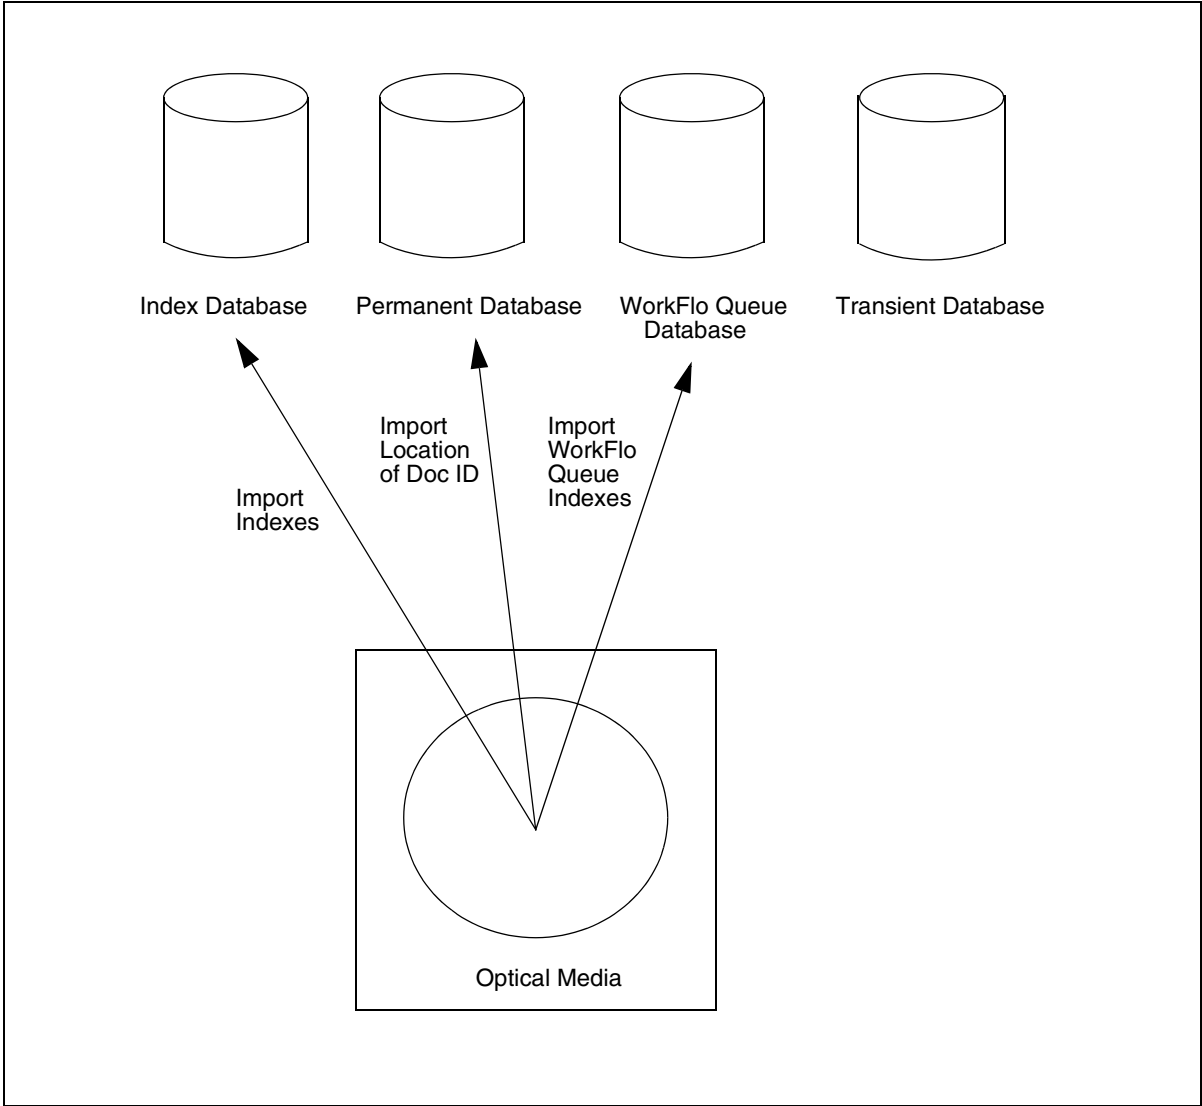 Index Database
Permanent Database
WorkFlo Queue
Database
Transient Database
Import
Location
of Doc ID
Import
WorkFlo
Queue
Indexes
Import
Indexes
Optical Media